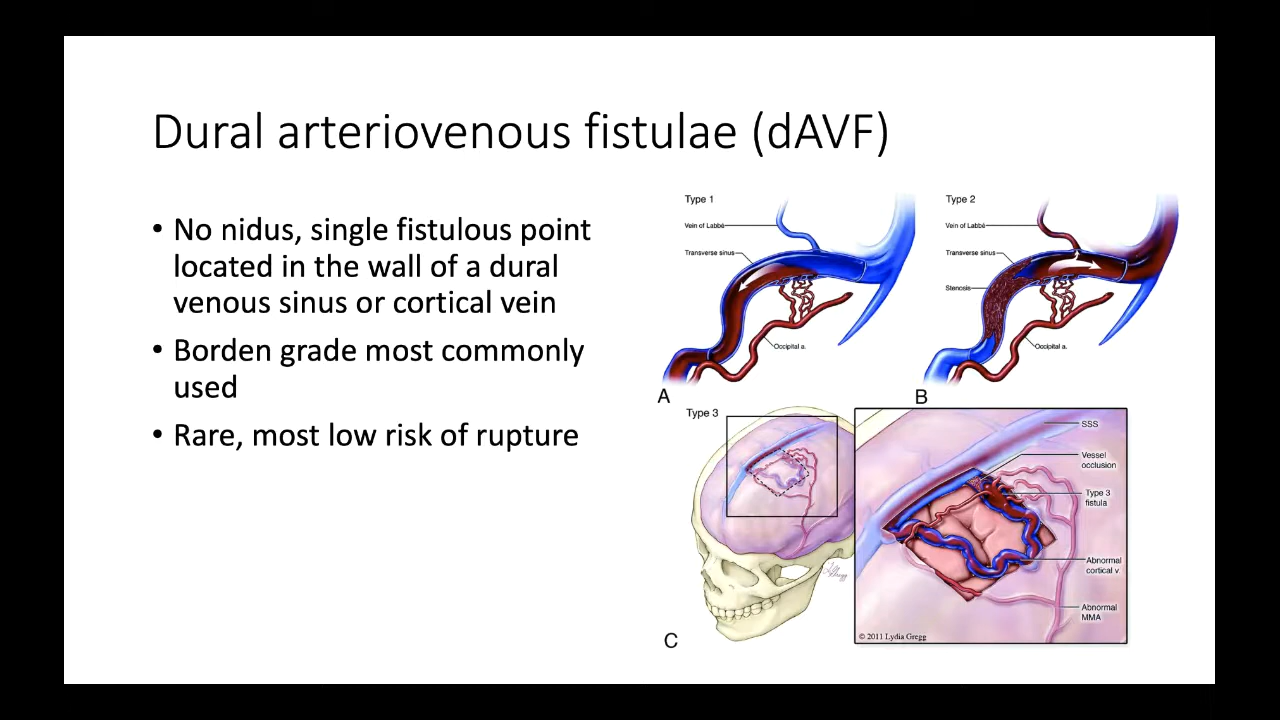 Dural arteriovenous fistulae (dAVF)
• No nidus, single fistulous point
located in the wall of a dural
venous sinus or cortical vein
• Borden grade most commonly
used
• Rare, most low risk of rupture
Type 1
Vein of Labbé
Transverse sinus
Occipital a.
A
Type 2
Vein of Labbé
Transverse sinus
Stenosis
Occipital a.
B
Type 3
SSS
Vessel
occlusion
Type 3
fistula
Abnormal
cortical v
Abnormal
MMA
© 2011 Lydia Gregg
C